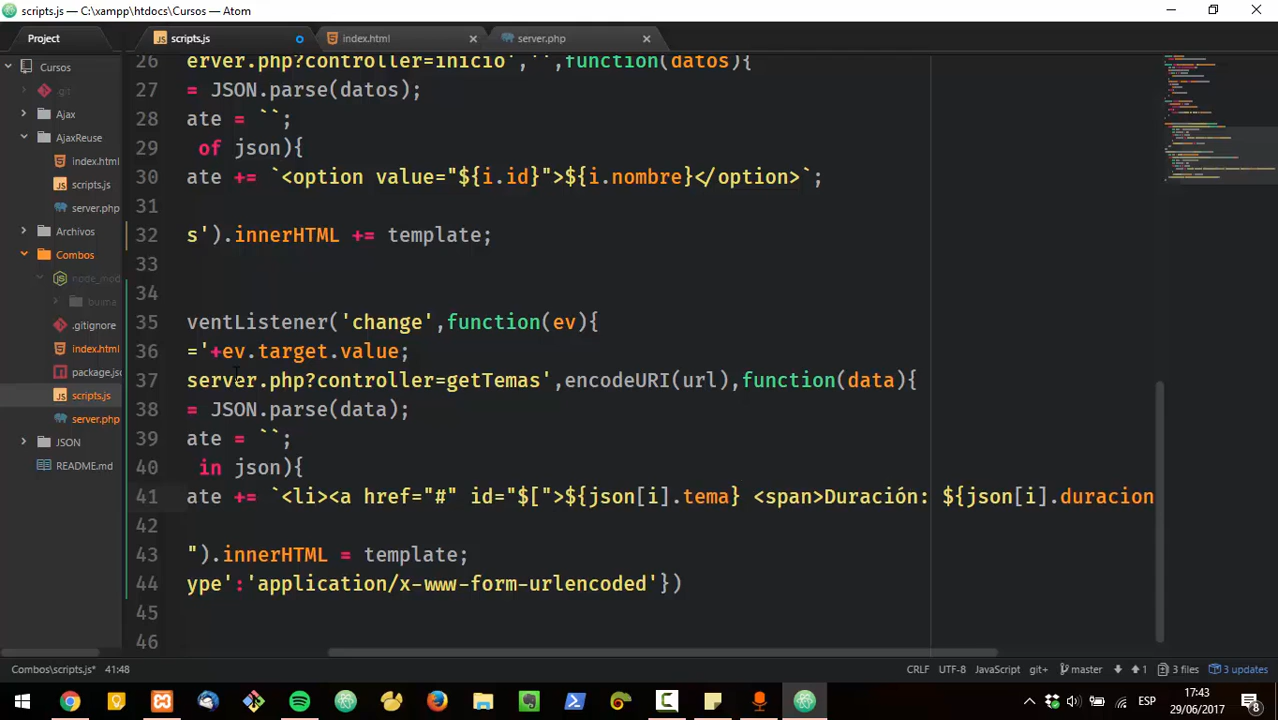 scripts.js — C:\xampp\htdocs\Cursos — Atom
Project
scripts.js
index.html
server.php
Cursos
.git
Ajax
AjaxReuse
index.html
scripts.js
server.php
Archivos
Combos
node_mod
.gitignore
index.html
package.jsc
scripts.js
server.php
JSON
README.md
26 erver.php?controller=inicio','',function(datos){
27 = JSON.parse(datos);
28 ate = ``;
29 of json){
30 ate += `<option value="${i.id}">${i.nombre}</option>`;
31
32 s').innerHTML += template;
33
34
35 ventListener('change',function(ev){
36 ='+ev.target.value;
37 server.php?controller=getTemas',encodeURI(url),function(data){
38 = JSON.parse(data);
39 ate = ``;
40 in json){
41 ate += `<li><a href="#" id="$[">${json[i].tema} <span>Duración: ${json[i].duracion
42
43 ").innerHTML = template;
44 ype':'application/x-www-form-urlencoded'})
45
46
Combos\scripts.js* 41:48 CRLF UTF-8 JavaScript git+ master 1 3 files 3 updates
ESP 17:43
29/06/2017 8